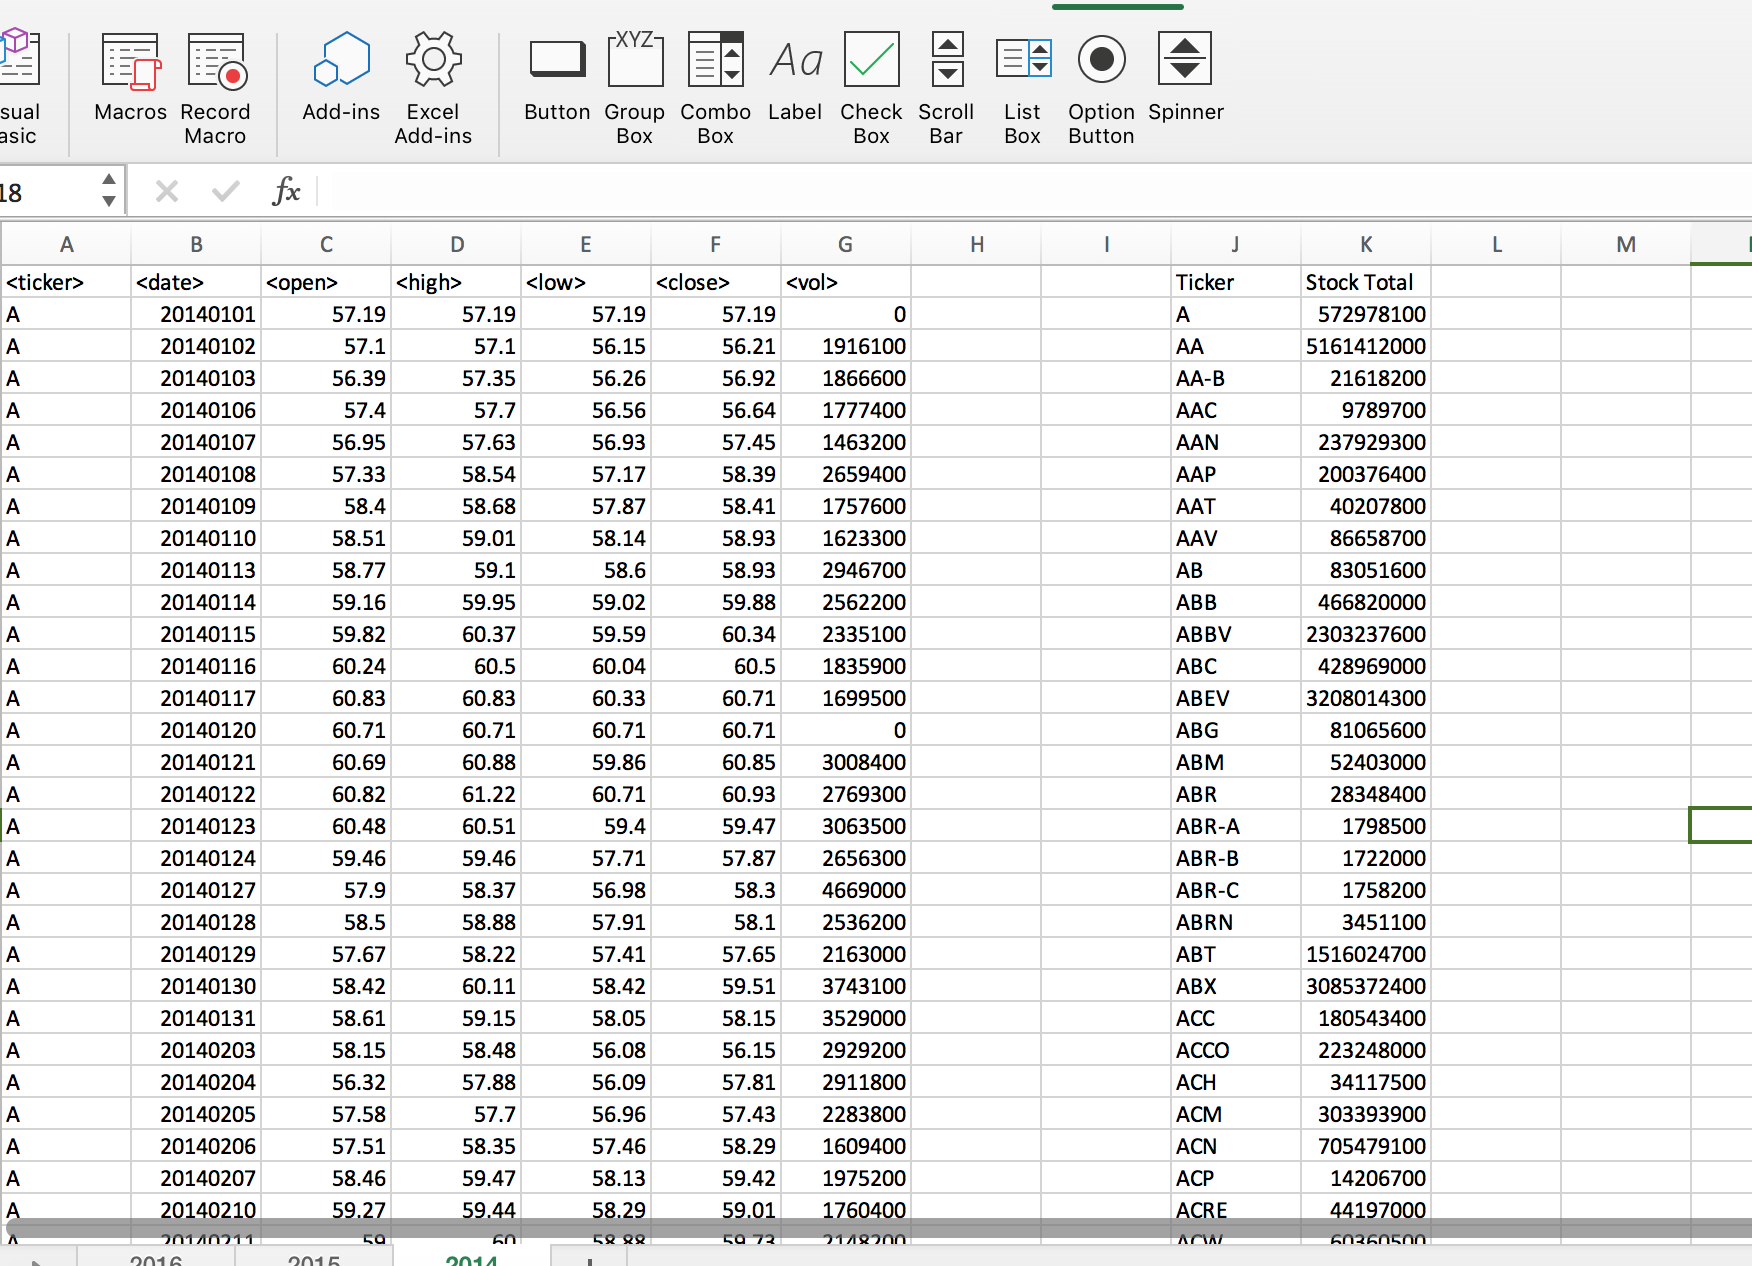 sual
asic
Macros
Record
Macro
Add-ins
Excel
Add-ins
Button
XYZ
Group
Box
Combo
Box
Aa
Label
Check
Box
Scroll
Bar
List
Box
Option
Button
Spinner
18
fx
A B C D E F G H I J K L M
<ticker> <date> <open> <high> <low> <close> <vol> Ticker Stock Total
A 20140101 57.19 57.19 57.19 57.19 0 A 572978100
A 20140102 57.1 57.1 56.15 56.21 1916100 AA 5161412000
A 20140103 56.39 57.35 56.26 56.92 1866600 AA-B 21618200
A 20140106 57.4 57.7 56.56 56.64 1777400 AAC 9789700
A 20140107 56.95 57.63 56.93 57.45 1463200 AAN 237929300
A 20140108 57.33 58.54 57.17 58.39 2659400 AAP 200376400
A 20140109 58.4 58.68 57.87 58.41 1757600 AAT 40207800
A 20140110 58.51 59.01 58.14 58.93 1623300 AAV 86658700
A 20140113 58.77 59.1 58.6 58.93 2946700 AB 83051600
A 20140114 59.16 59.95 59.02 59.88 2562200 ABB 466820000
A 20140115 59.82 60.37 59.59 60.34 2335100 ABBV 2303237600
A 20140116 60.24 60.5 60.04 60.5 1835900 ABC 428969000
A 20140117 60.83 60.83 60.33 60.71 1699500 ABEV 3208014300
A 20140120 60.71 60.71 60.71 60.71 0 ABG 81065600
A 20140121 60.69 60.88 59.86 60.85 3008400 ABM 52403000
A 20140122 60.82 61.22 60.71 60.93 2769300 ABR 28348400
A 20140123 60.48 60.51 59.4 59.47 3063500 ABR-A 1798500
A 20140124 59.46 59.46 57.71 57.87 2656300 ABR-B 1722000
A 20140127 57.9 58.37 56.98 58.3 4669000 ABR-C 1758200
A 20140128 58.5 58.88 57.91 58.1 2536200 ABRN 3451100
A 20140129 57.67 58.22 57.41 57.65 2163000 ABT 1516024700
A 20140130 58.42 60.11 58.42 59.51 3743100 ABX 3085372400
A 20140131 58.61 59.15 58.05 58.15 3529000 ACC 180543400
A 20140203 58.15 58.48 56.08 56.15 2929200 ACCO 223248000
A 20140204 56.32 57.88 56.09 57.81 2911800 ACH 34117500
A 20140205 57.58 57.7 56.96 57.43 2283800 ACM 303393900
A 20140206 57.51 58.35 57.46 58.29 1609400 ACN 705479100
A 20140207 58.46 59.47 58.13 59.42 1975200 ACP 14206700
A 20140210 59.27 59.44 58.29 59.01 1760400 ACRE 44197000
A 20140211 59 60 58.88 59.73 2148200 ACW 60360500
2016 2015 2014 +